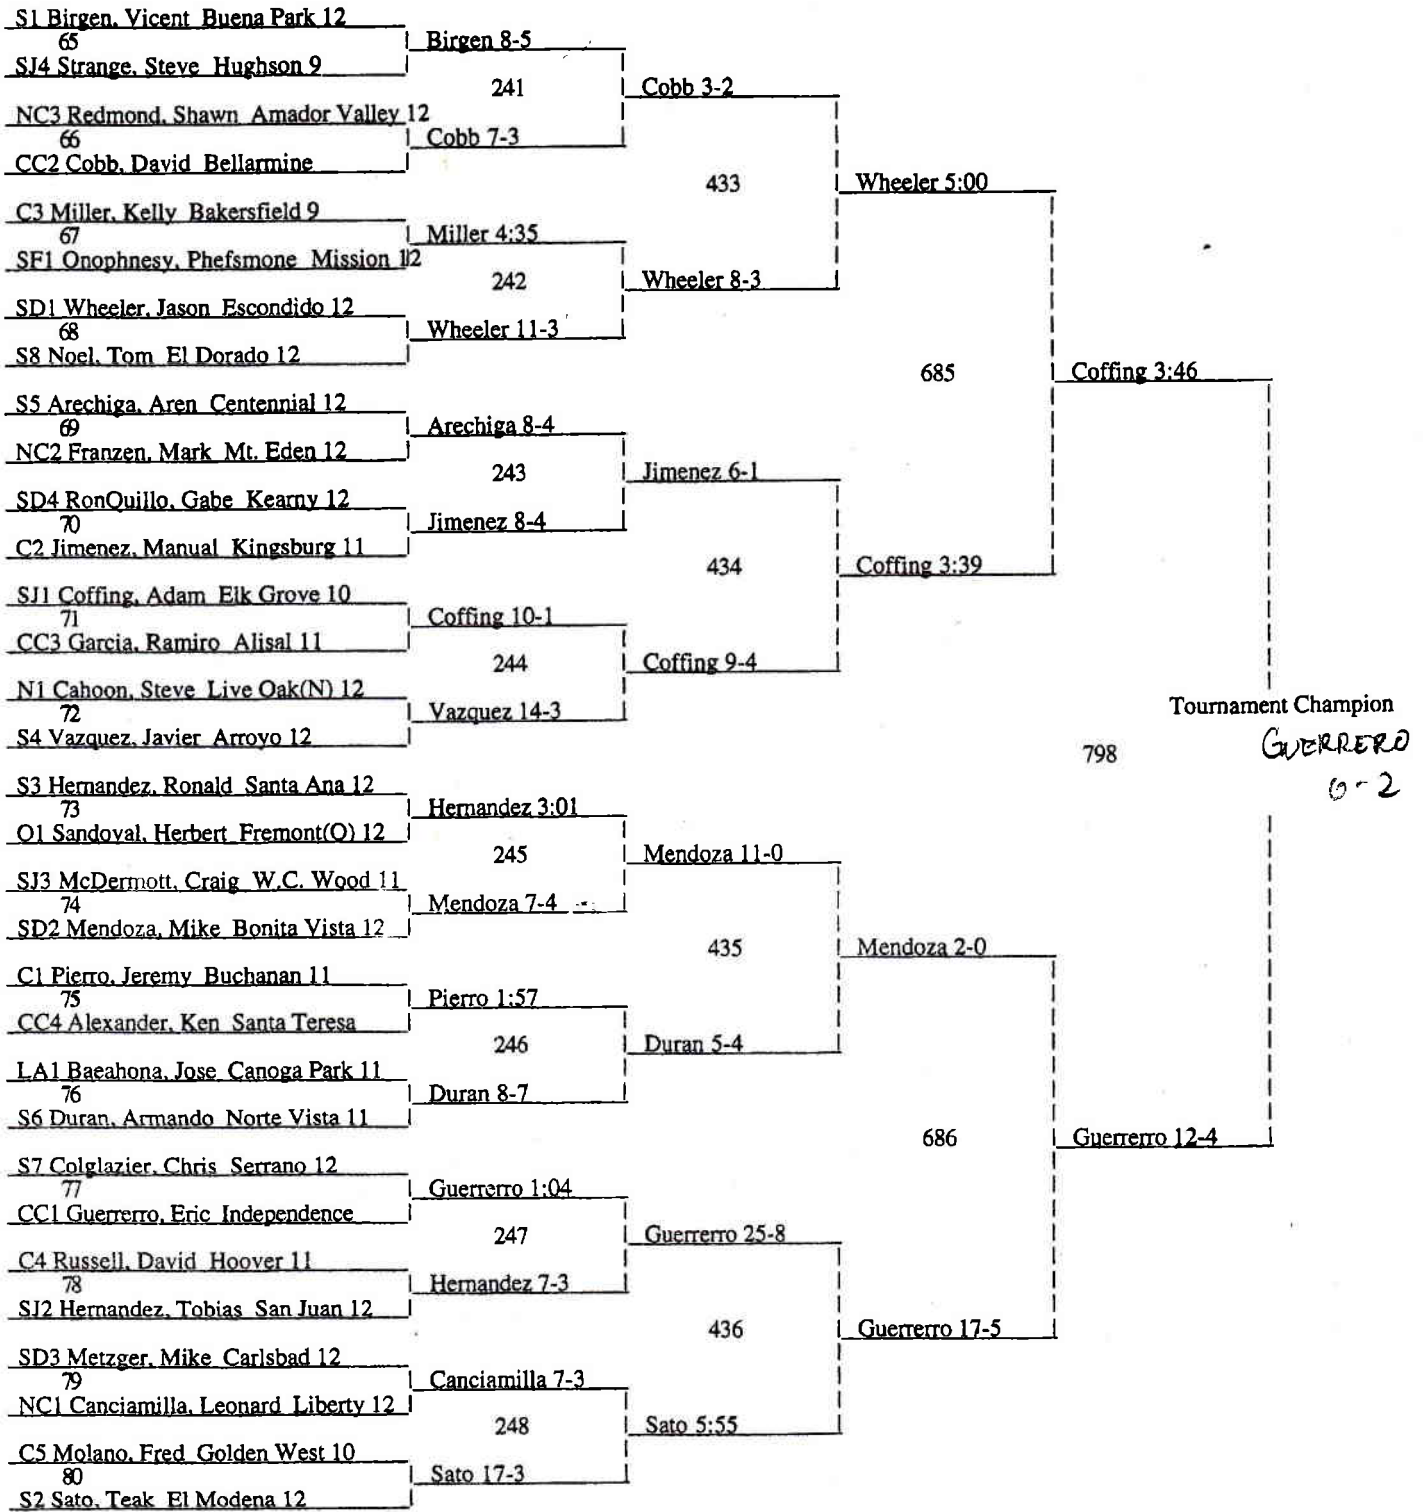 S1 Birgen, Vicent Buena Park 12
65
SJ4 Strange, Steve Hughson 9
NC3 Redmond, Shawn Amador Valley 12
66
CC2 Cobb, David Bellarmine
C3 Miller, Kelly Bakersfield 9
67
SF1 Onophnesy, Phefsmone Mission 12
SD1 Wheeler, Jason Escondido 12
68
S8 Noel, Tom El Dorado 12
S5 Arechiga, Aren Centennial 12
69
NC2 Franzen, Mark Mt. Eden 12
SD4 RonQuillo, Gabe Kearny 12
70
C2 Jimenez, Manual Kingsburg 11
SJ1 Coffing, Adam Elk Grove 10
71
CC3 Garcia, Ramiro Alisal 11
N1 Cahoon, Steve Live Oak(N) 12
72
S4 Vazquez, Javier Arroyo 12
S3 Hernandez, Ronald Santa Ana 12
73
O1 Sandoval, Herbert Fremont(O) 12
SJ3 McDermott, Craig W.C. Wood 11
74
SD2 Mendoza, Mike Bonita Vista 12
C1 Pierro, Jeremy Buchanan 11
75
CC4 Alexander, Ken Santa Teresa
LA1 Baeahona, Jose Canoga Park 11
76
S6 Duran, Armando Norte Vista 11
S7 Colglazier, Chris Serrano 12
77
CC1 Guerrerro, Eric Independence
C4 Russell, David Hoover 11
78
SJ2 Hernandez, Tobias San Juan 12
SD3 Metzger, Mike Carlsbad 12
79
NC1 Canciamilla, Leonard Liberty 12
C5 Molano, Fred Golden West 10
80
S2 Sato, Teak El Modena 12
Birgen 8-5
241
Cobb 7-3
Miller 4:35
242
Wheeler 11-3
Arechiga 8-4
243
Jimenez 8-4
Coffing 10-1
244
Vazquez 14-3
Hernandez 3:01
245
Mendoza 7-4
Pierro 1:57
246
Duran 8-7
Guerrerro 1:04
247
Hernandez 7-3
Canciamilla 7-3
248
Sato 17-3
Cobb 3-2
433
Wheeler 8-3
Jimenez 6-1
434
Coffing 9-4
Mendoza 11-0
435
Duran 5-4
Guerrerro 25-8
436
Sato 5:55
Wheeler 5:00
685
Coffing 3:39
Mendoza 2-0
686
Guerrerro 17-5
Coffing 3:46
798
Guerrerro 12-4
Tournament Champion
GUERRERO
6-2